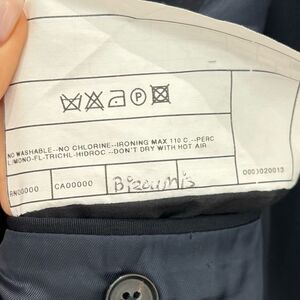 P
NO WASHABLE--NO CHLORINE--IRONING MAX 110 C.--PERC
L/MONO-FL-TRICHL-HIDROC --DON'T DRY WITH HOT AIR
RN00000
CA00000
0000020013